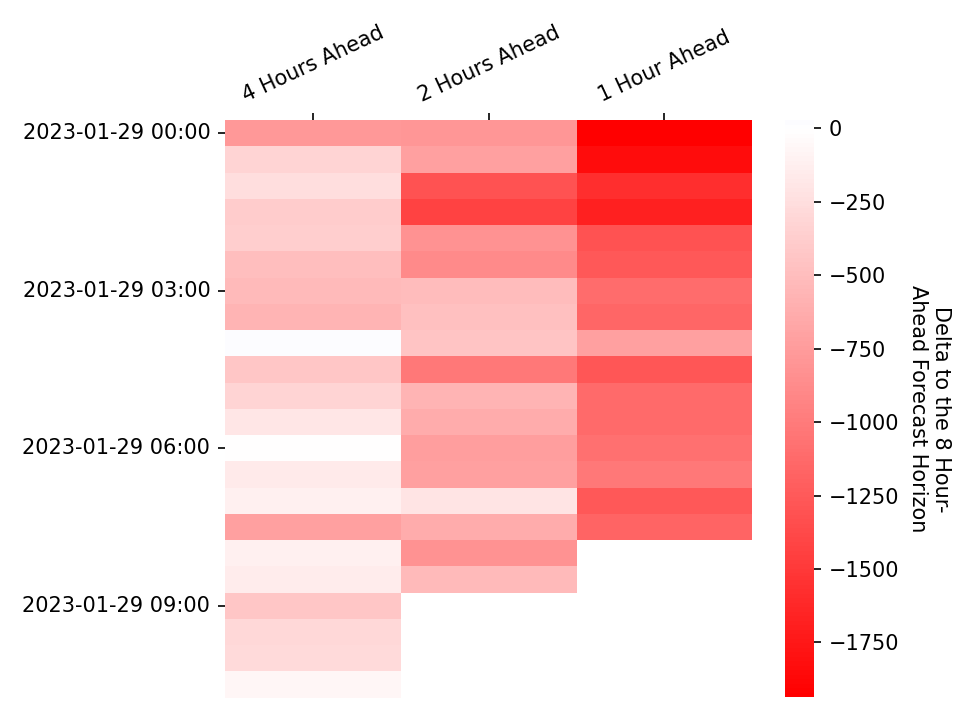 4 Hours Ahead
2 Hours Ahead
1 Hour Ahead
2023-01-29 00:00
2023-01-29 03:00
2023-01-29 06:00
2023-01-29 09:00
0
−250
−500
−750
−1000
−1250
−1500
−1750
Delta to the 8 Hour-
Ahead Forecast Horizon